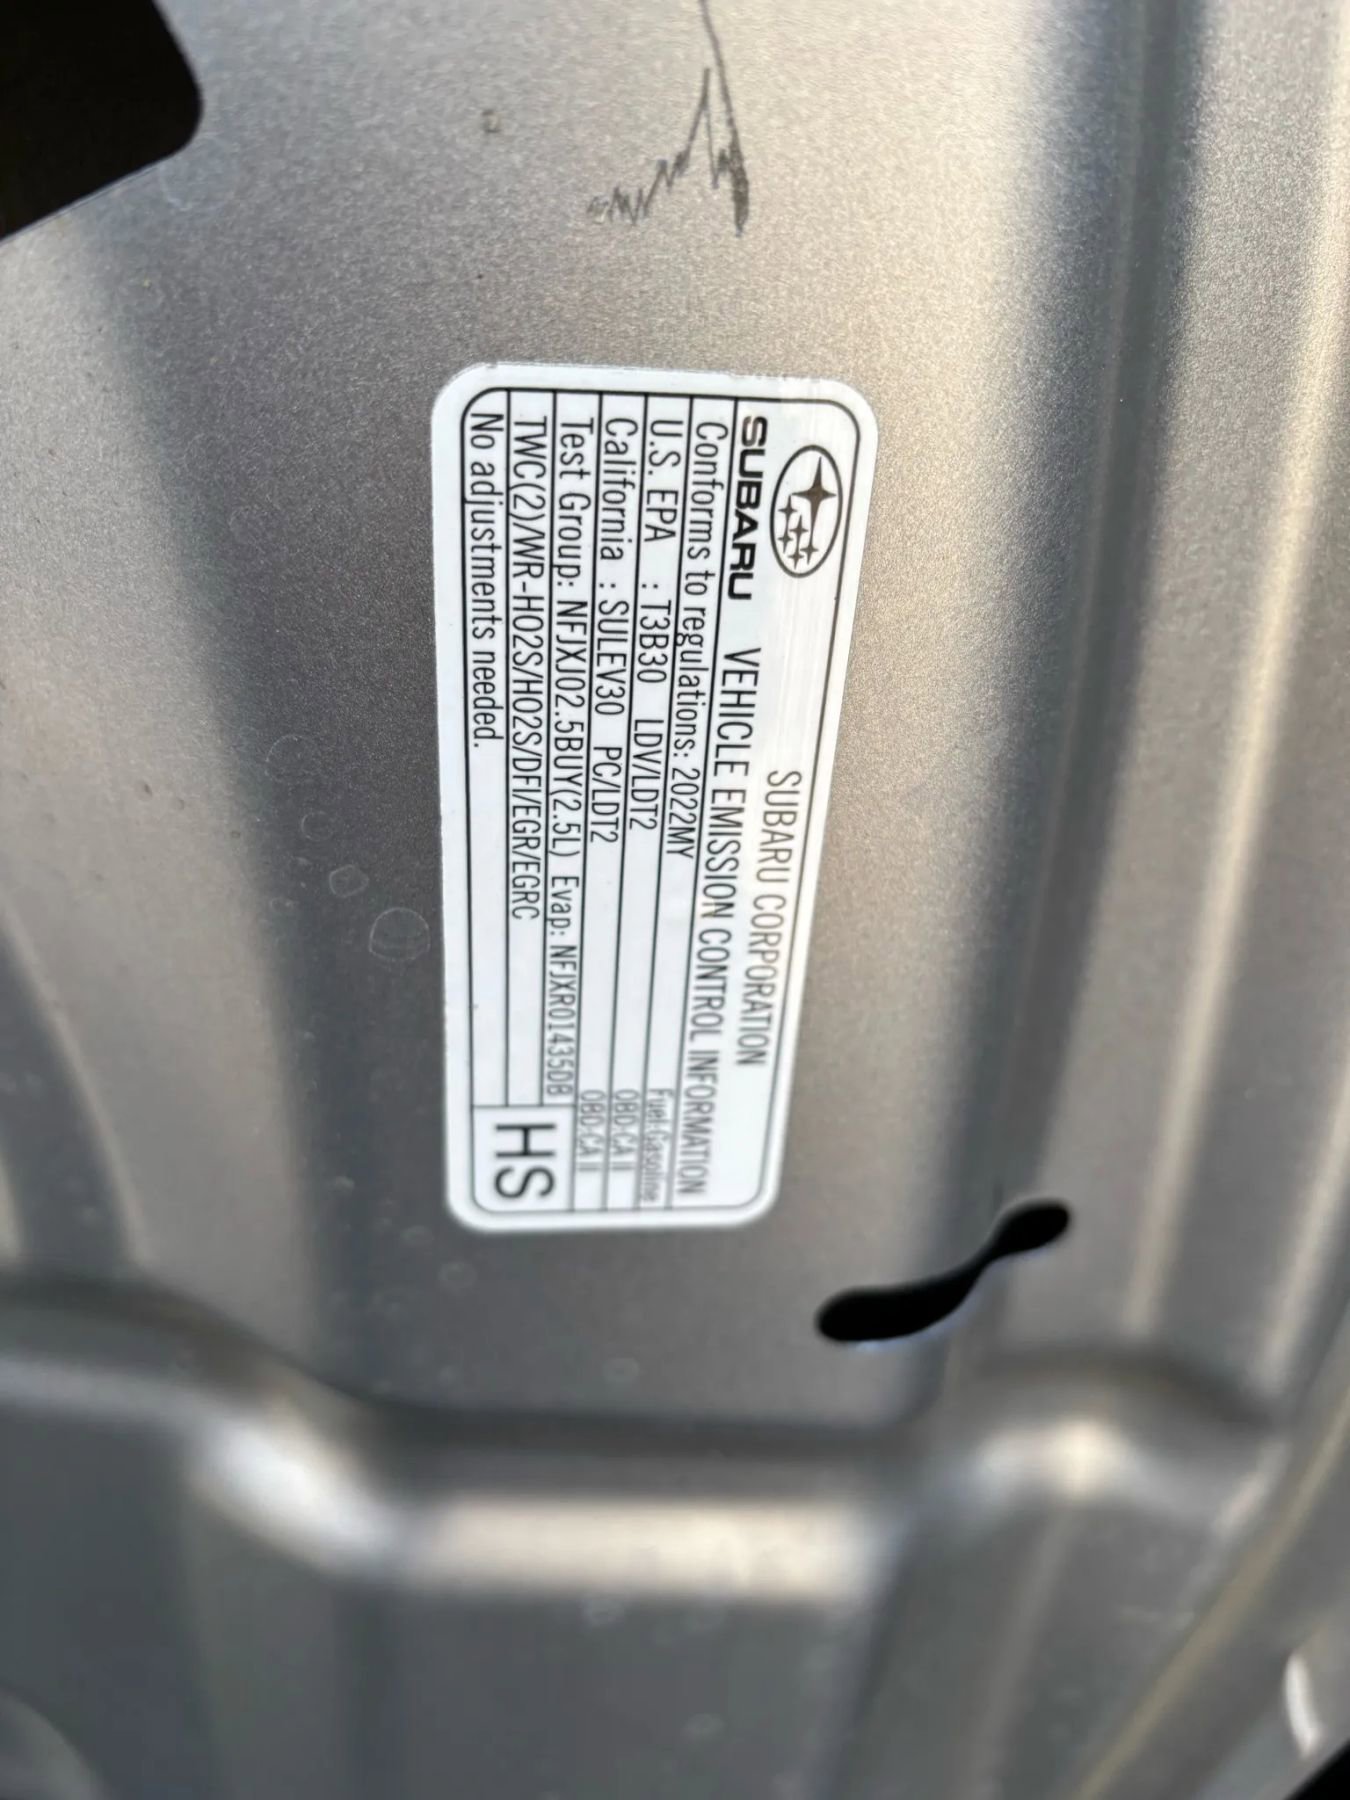 SUBARU CORPORATION
SUBARU VEHICLE EMISSION CONTROL INFORMATION
Conforms to regulations: 2022MY Fuel:Gasoline
U.S. EPA : T3B30 LDV/LDT2 OBD:CA II
California : SULEV30 PC/LDT2 OBD:CA II
Test Group: NFJXJ02.5BUY(2.5L) Evap: NFJXR0143SDB
TWC(2)/WR-HO2S/HO2S/DFI/EGR/EGRC
No adjustments needed.
HS